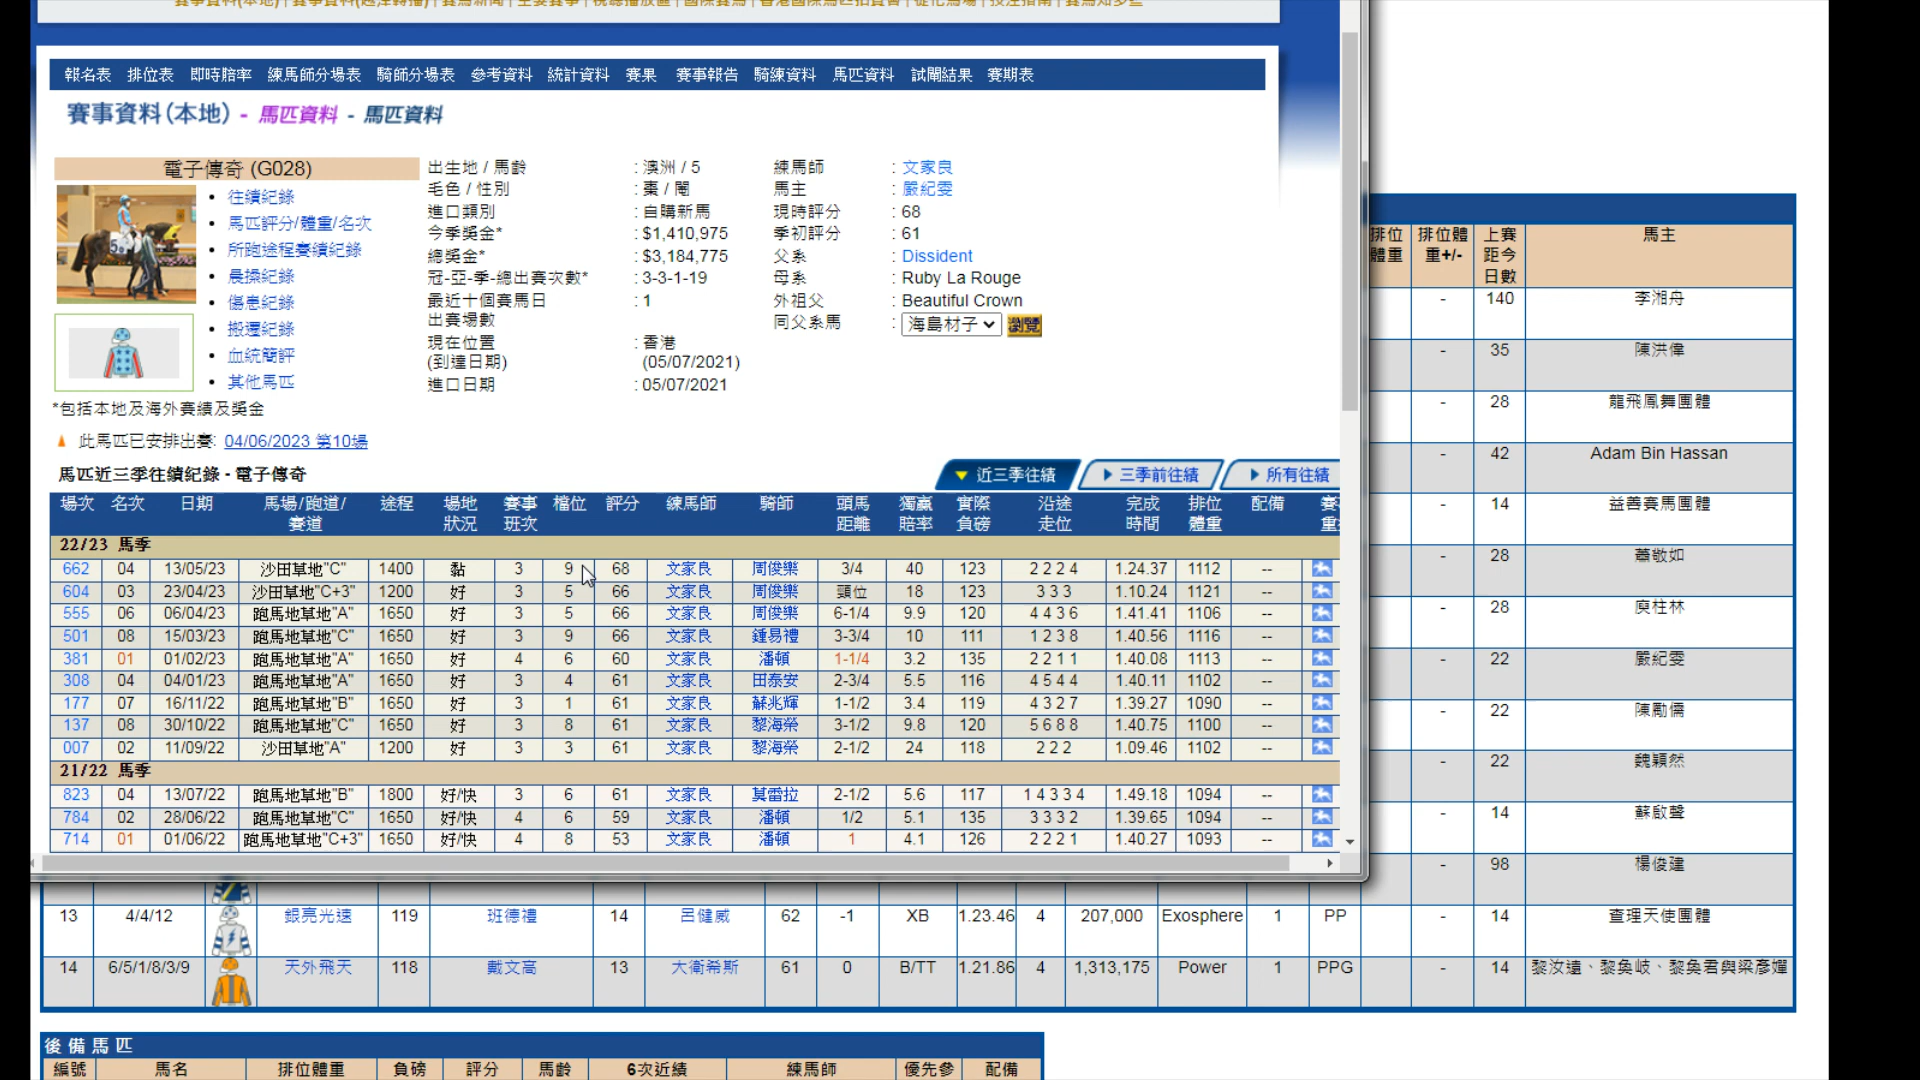 報名表 排位表 即時賠率 練馬師分場表 騎師分場表 參考資料 統計資料 賽果 賽事報告 騎練資料 馬匹資料 試閘結果 賽期表
賽事資料(本地) - 馬匹資料 - 馬匹資料
電子傳奇 (G028)
往績紀錄
馬匹評分/體重/名次
所跑途程賽績紀錄
晨操紀錄
傷患紀錄
搬遷紀錄
血統簡評
其他馬匹
出生地 / 馬齡 : 澳洲 / 5 練馬師 : 文家良
毛色 / 性別 : 棗 / 閹 馬主 : 嚴紀雯
進口類別 : 自購新馬 現時評分 : 68
今季獎金* : $1,410,975 季初評分 : 61
總獎金* : $3,184,775 父系 : Dissident
冠-亞-季-總出賽次數* : 3-3-1-19 母系 : Ruby La Rouge
最近十個賽馬日 : 1 外祖父 : Beautiful Crown
出賽場數 同父系馬 : 海島材子 瀏覽
現在位置 : 香港
(到達日期) (05/07/2021)
進口日期 : 05/07/2021
*包括本地及海外賽績及獎金
此馬匹已安排出賽: 04/06/2023 第10場
馬匹近三季往績紀錄 - 電子傳奇 近三季往績 三季前往績 所有往績
場次 名次 日期 馬場/跑道/賽道 途程 場地狀況 賽事班次 檔位 評分 練馬師 騎師 頭馬距離 獨贏賠率 實際負磅 沿途走位 完成時間 排位體重 配備
22/23 馬季
662 04 13/05/23 沙田草地"C" 1400 黏 3 9 68 文家良 周俊樂 3/4 40 123 2 2 2 4 1.24.37 1112 --
604 03 23/04/23 沙田草地"C+3" 1200 好 3 5 66 文家良 周俊樂 頸位 18 123 3 3 3 1.10.24 1121 --
555 06 06/04/23 跑馬地草地"A" 1650 好 3 5 66 文家良 周俊樂 6-1/4 9.9 120 4 4 3 6 1.41.41 1106 --
501 08 15/03/23 跑馬地草地"C" 1650 好 3 9 66 文家良 鍾易禮 3-3/4 10 111 1 2 3 8 1.40.56 1116 --
381 01 01/02/23 跑馬地草地"A" 1650 好 4 6 60 文家良 潘頓 1-1/4 3.2 135 2 2 1 1 1.40.08 1113 --
308 04 04/01/23 跑馬地草地"A" 1650 好 3 4 61 文家良 田泰安 2-3/4 5.5 116 4 5 4 4 1.40.11 1102 --
177 07 16/11/22 跑馬地草地"B" 1650 好 3 1 61 文家良 蘇兆輝 1-1/2 3.4 119 4 3 2 7 1.39.27 1090 --
137 08 30/10/22 跑馬地草地"C" 1650 好 3 8 61 文家良 黎海榮 3-1/2 9.8 120 5 6 8 8 1.40.75 1100 --
007 02 11/09/22 沙田草地"A" 1200 好 3 3 61 文家良 黎海榮 2-1/2 24 118 2 2 2 1.09.46 1102 --
21/22 馬季
823 04 13/07/22 跑馬地草地"B" 1800 好/快 3 6 61 文家良 莫雷拉 2-1/2 5.6 117 1 4 3 3 4 1.49.18 1094 --
784 02 28/06/22 跑馬地草地"C" 1650 好/快 4 6 59 文家良 潘頓 1/2 5.1 135 3 3 3 2 1.39.65 1094 --
714 01 01/06/22 跑馬地草地"C+3" 1650 好/快 4 8 53 文家良 潘頓 1 4.1 126 2 2 2 1 1.40.27 1093 --
排位體重 排位體重+/- 上賽距今日數 馬主
- 140 李湘舟
- 35 陳洪偉
- 28 龍飛鳳舞團體
- 42 Adam Bin Hassan
- 14 益善賽馬團體
- 28 蕭敬如
- 28 庾柱林
- 22 嚴紀雯
- 22 陳勵儒
- 22 魏穎然
- 14 蘇啟聲
- 98 楊俊建
13 4/4/12 銀亮光速 119 班德禮 14 呂健威 62 -1 XB 1.23.46 4 207,000 Exosphere 1 PP - 14 查理天使團體
14 6/5/1/8/3/9 天外飛天 118 戴文高 13 大衛希斯 61 0 B/TT 1.21.86 4 1,313,175 Power 1 PPG - 14
後備馬匹
編號 馬名 排位體重 負磅 評分 馬齡 6次近績 練馬師 優先參 配備